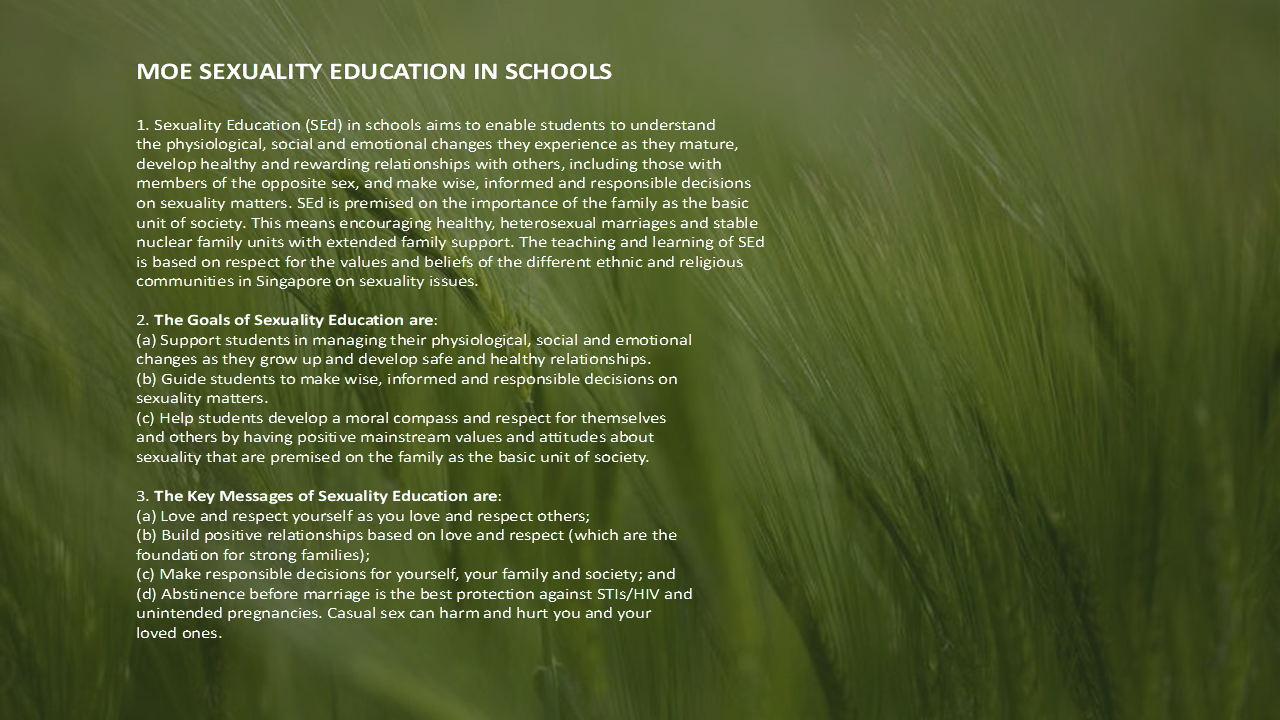 MOE SEXUALITY EDUCATION IN SCHOOLS
1. Sexuality Education (SEd) in schools aims to enable students to understand
the physiological, social and emotional changes they experience as they mature,
develop healthy and rewarding relationships with others, including those with
members of the opposite sex, and make wise, informed and responsible decisions
on sexuality matters. SEd is premised on the importance of the family as the basic
unit of society. This means encouraging healthy, heterosexual marriages and stable
nuclear family units with extended family support. The teaching and learning of SEd
is based on respect for the values and beliefs of the different ethnic and religious
communities in Singapore on sexuality issues.
2. The Goals of Sexuality Education are:
(a) Support students in managing their physiological, social and emotional
changes as they grow up and develop safe and healthy relationships.
(b) Guide students to make wise, informed and responsible decisions on
sexuality matters.
(c) Help students develop a moral compass and respect for themselves
and others by having positive mainstream values and attitudes about
sexuality that are premised on the family as the basic unit of society.
3. The Key Messages of Sexuality Education are:
(a) Love and respect yourself as you love and respect others;
(b) Build positive relationships based on love and respect (which are the
foundation for strong families);
(c) Make responsible decisions for yourself, your family and society; and
(d) Abstinence before marriage is the best protection against STIs/HIV and
unintended pregnancies. Casual sex can harm and hurt you and your
loved ones.